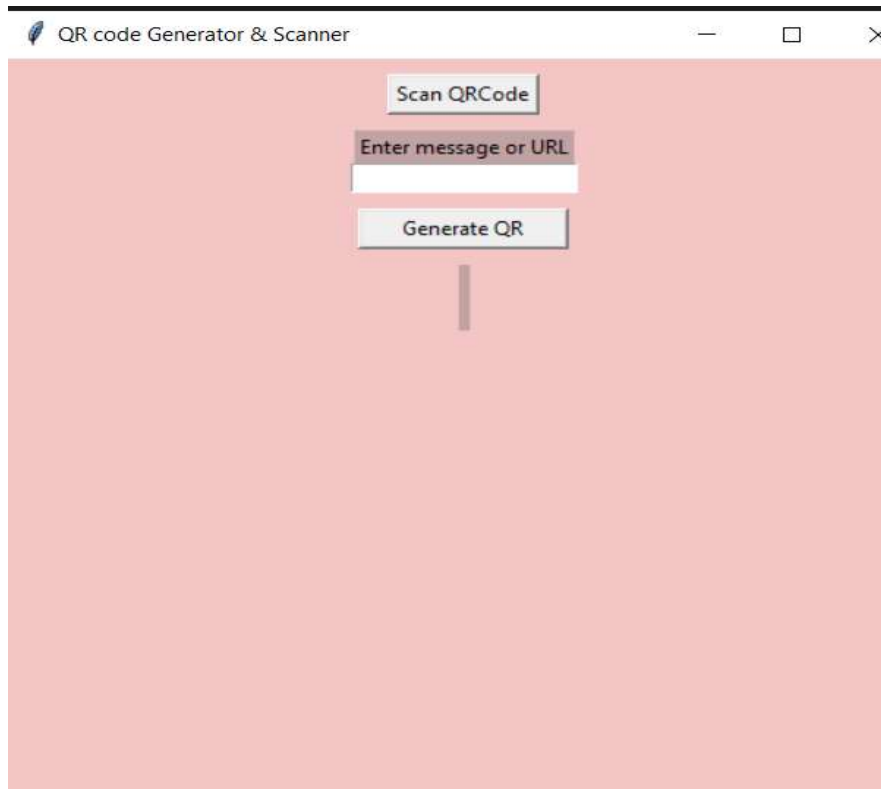 QR code Generator & Scanner
Scan QRCode
Enter message or URL
Generate QR